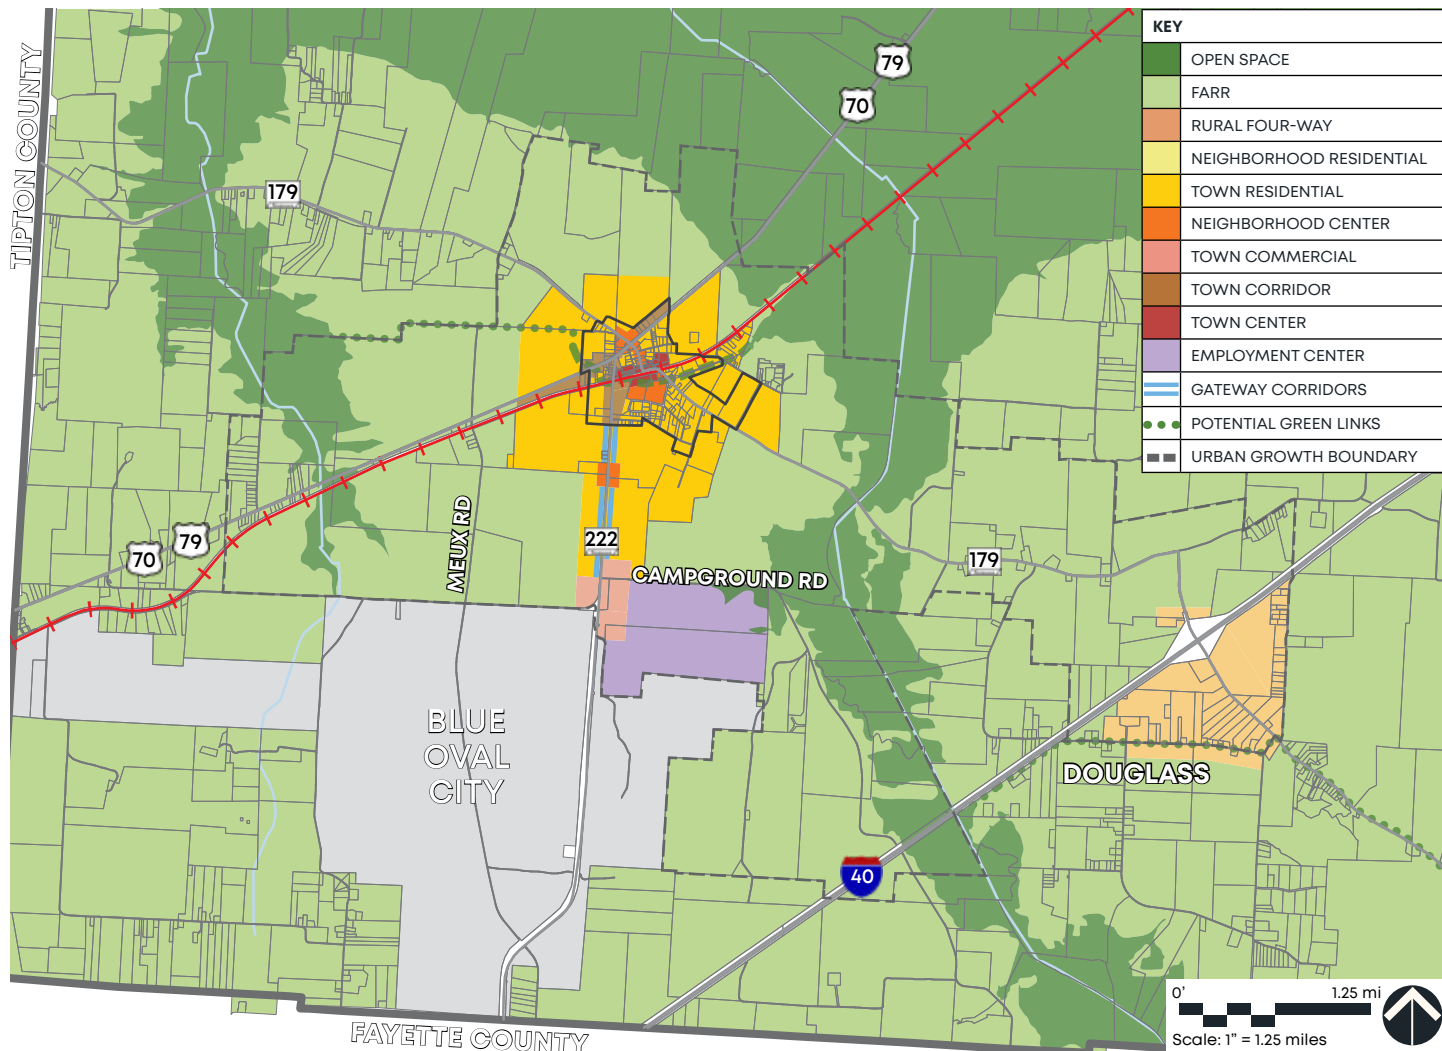 KEY
OPEN SPACE
FARR
RURAL FOUR-WAY
NEIGHBORHOOD RESIDENTIAL
TOWN RESIDENTIAL
NEIGHBORHOOD CENTER
TOWN COMMERCIAL
TOWN CORRIDOR
TOWN CENTER
EMPLOYMENT CENTER
GATEWAY CORRIDORS
POTENTIAL GREEN LINKS
URBAN GROWTH BOUNDARY
TIPTON COUNTY
79
70
179
MEUX RD
79
70
222
CAMPGROUND RD
179
BLUE
OVAL
CITY
DOUGLASS
40
FAYETTE COUNTY
0' 1.25 mi
Scale: 1" = 1.25 miles